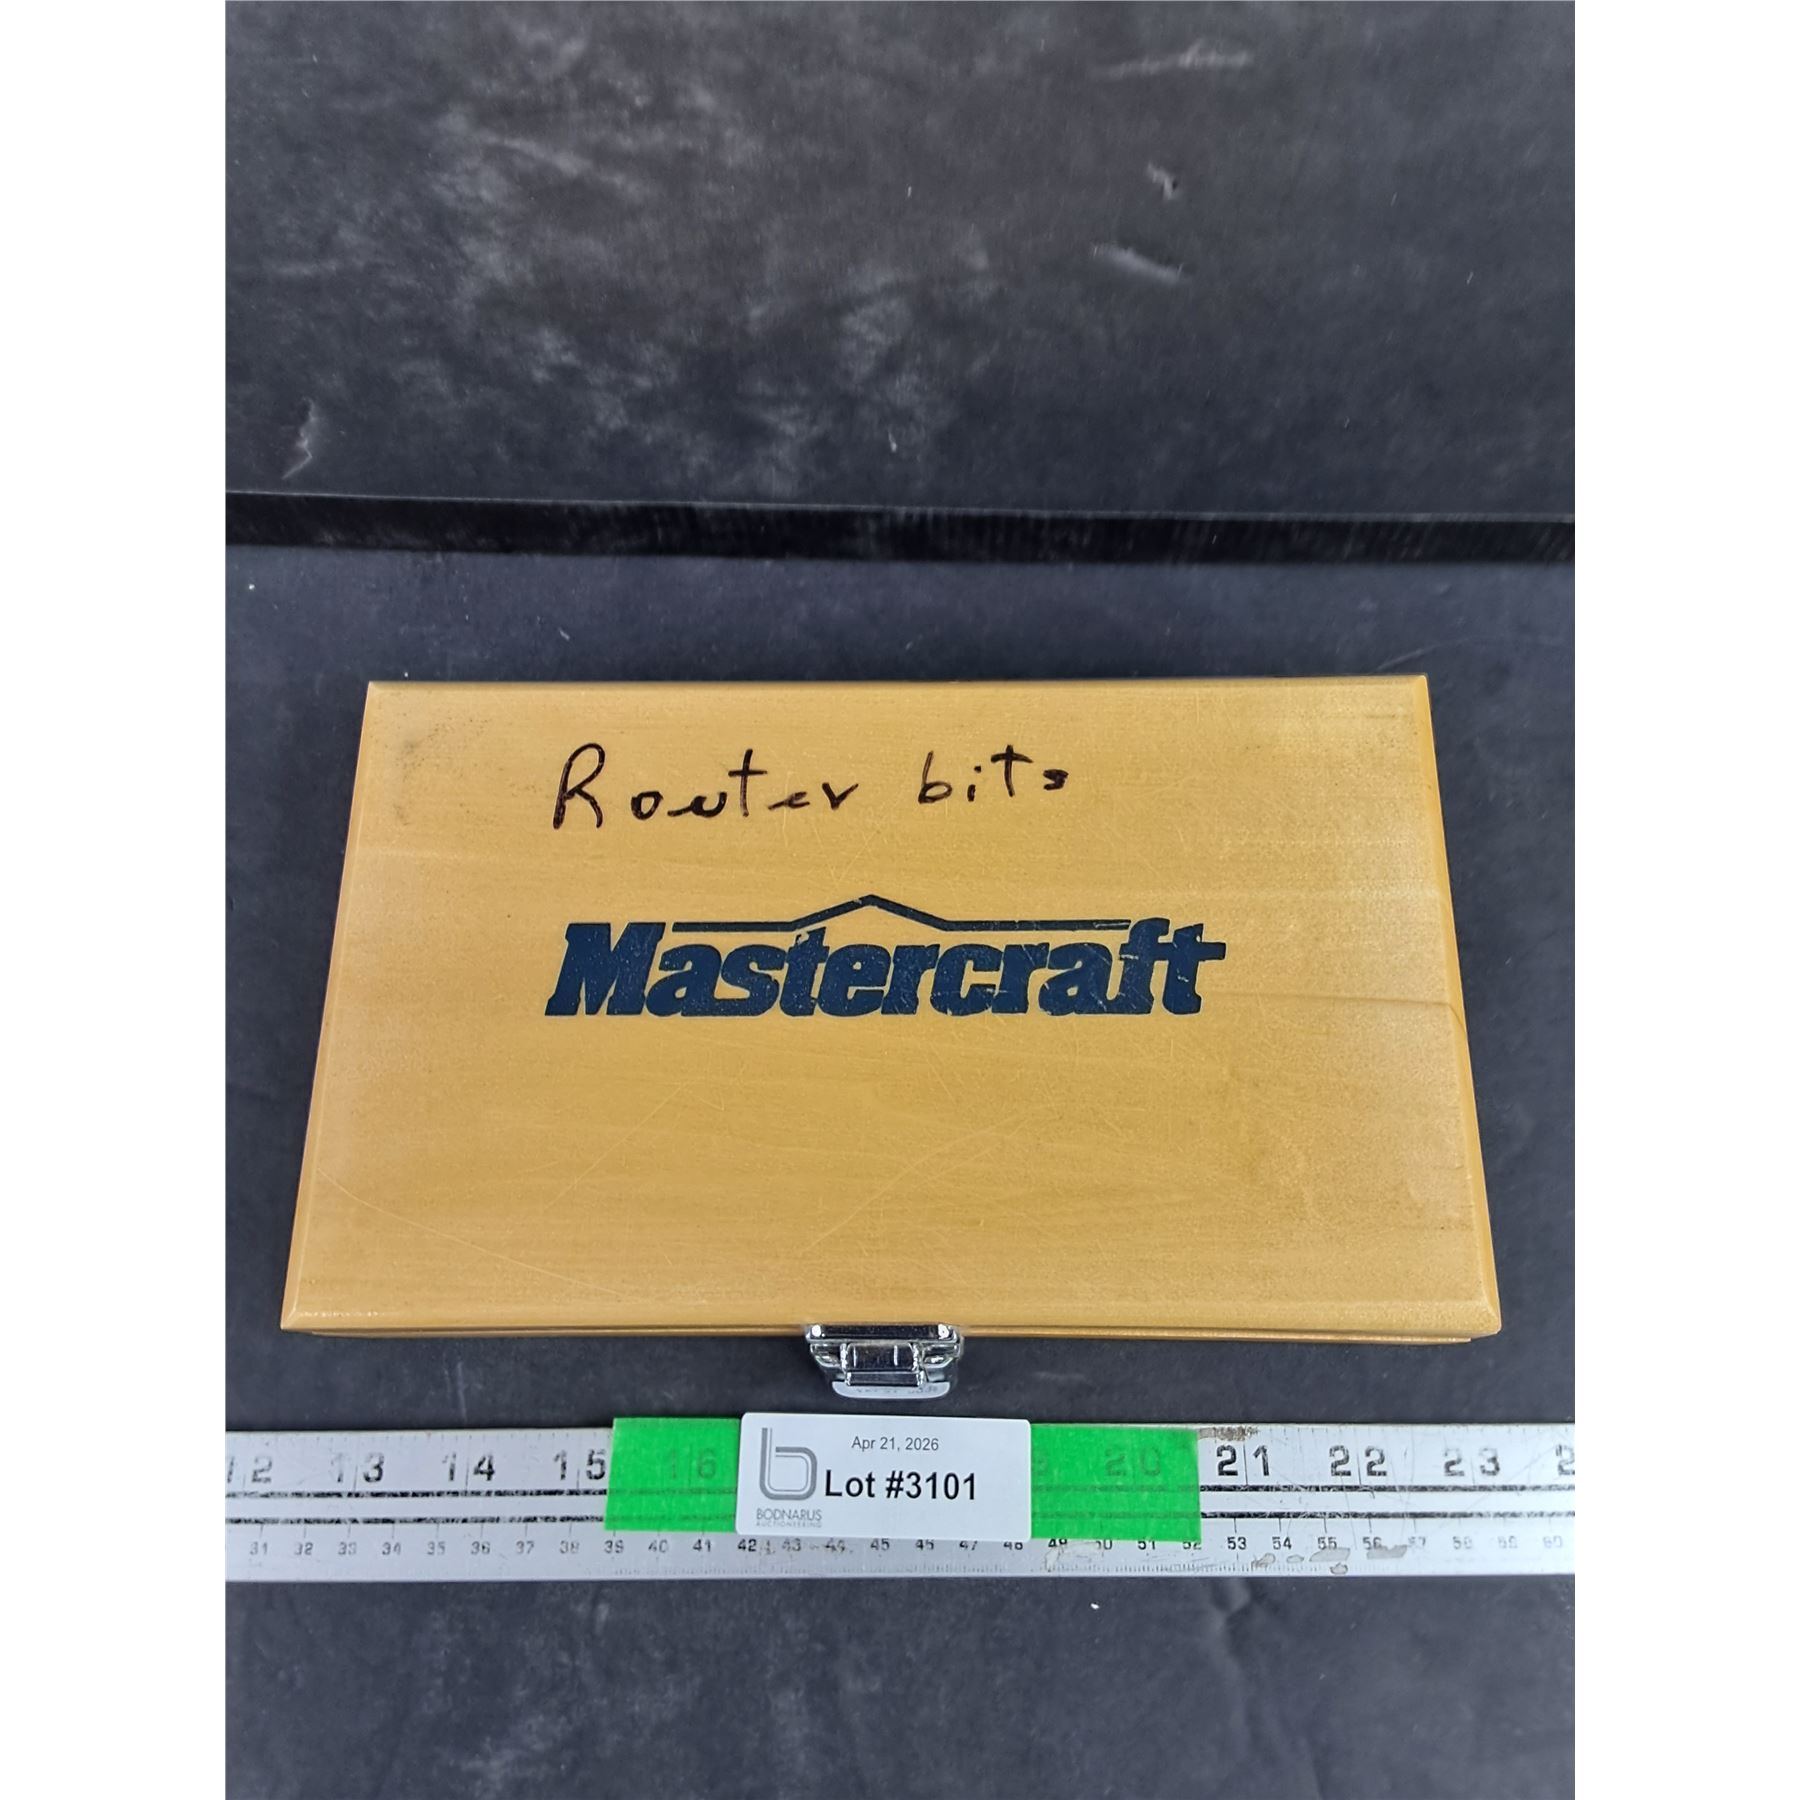 Router bits
Mastercraft
12 13 14 15 16 20 21 22 23
Apr 21, 2026
Lot #3101
BODNARUS
AUCTIONEERING
31 32 33 34 35 36 37 38 39 40 41 42 43 44 45 46 47 48 49 50 51 52 53 54 55 56 57 58 59 60